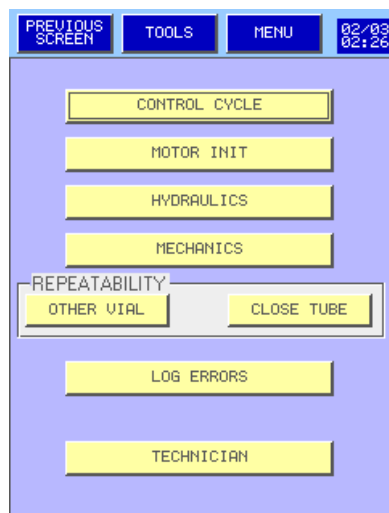 PREVIOUS SCREEN
TOOLS
MENU
02/03
02:26
CONTROL CYCLE
MOTOR INIT
HYDRAULICS
MECHANICS
REPEATABILITY
OTHER VIAL
CLOSE TUBE
LOG ERRORS
TECHNICIAN